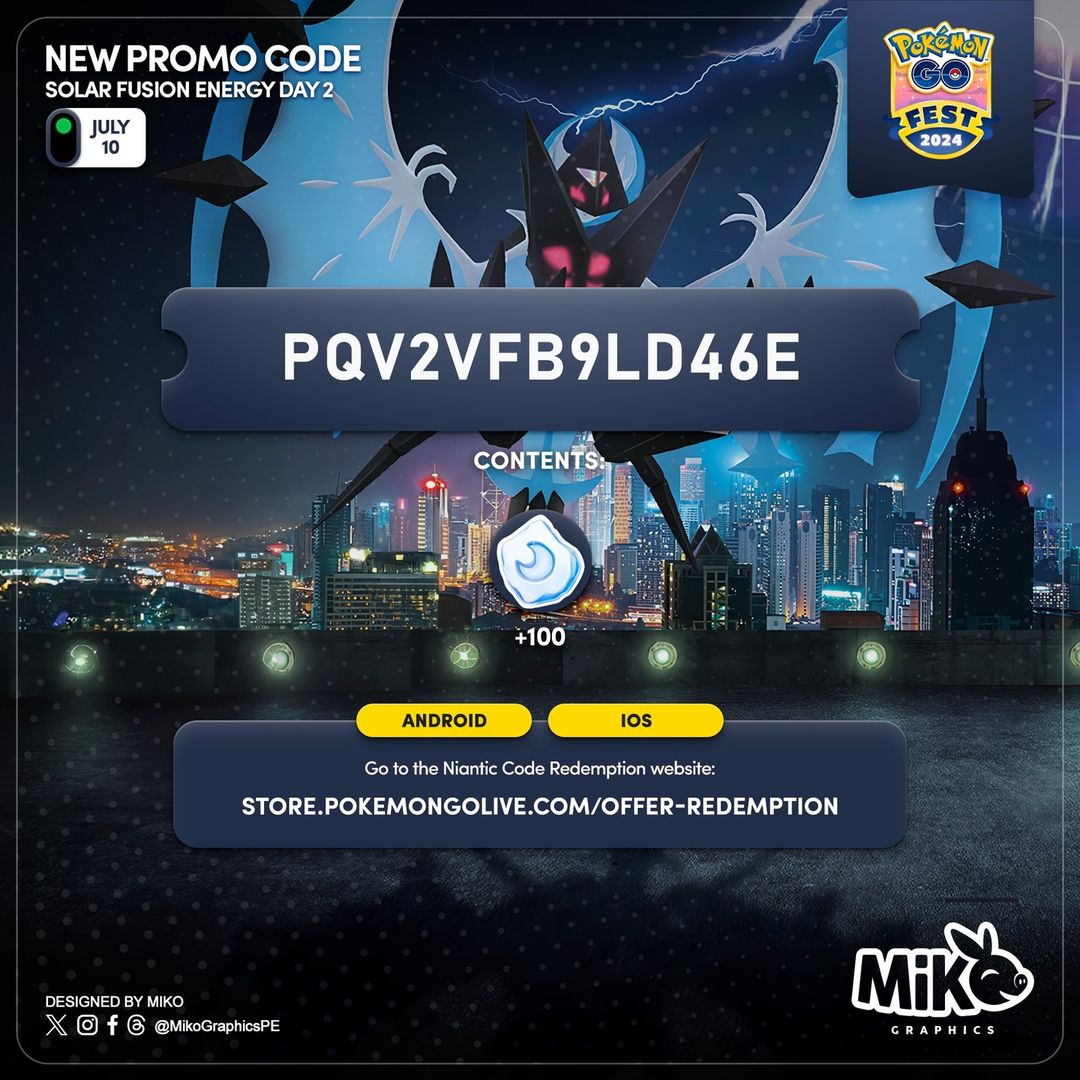 NEW PROMO CODE
SOLAR FUSION ENERGY DAY 2
JULY
10
Pokémon
GO
FEST
2024
PQV2VFB9LD46E
CONTENTS:
+100
ANDROID
IOS
Go to the Niantic Code Redemption website:
STORE.POKEMONGOLIVE.COM/OFFER-REDEMPTION
DESIGNED BY MIKO
@MikoGraphicsPE
MiKo
GRAPHICS